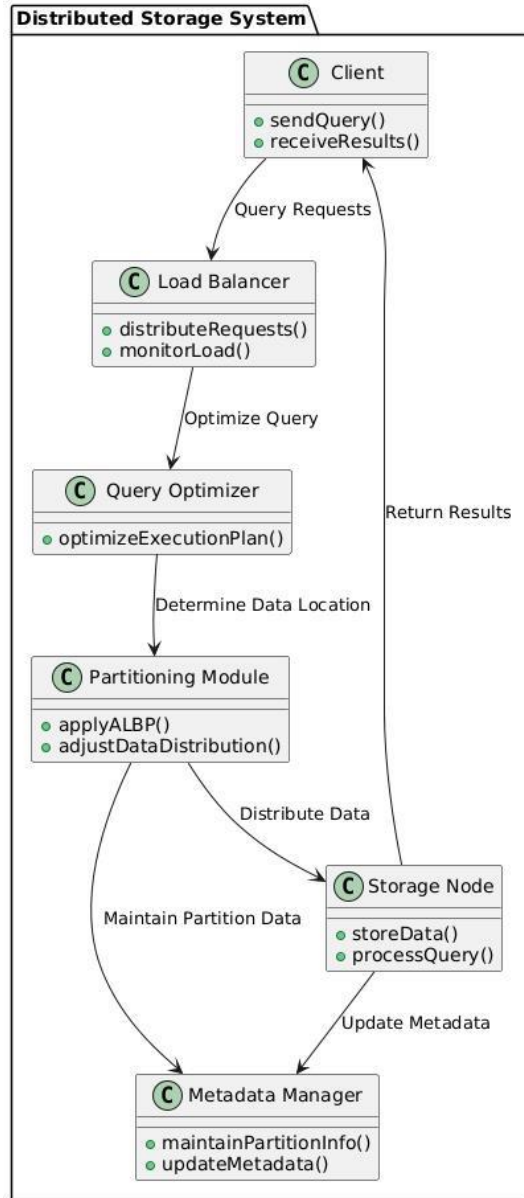 Distributed Storage System
C Client
sendQuery()
receiveResults()
Query Requests
C Load Balancer
distributeRequests()
monitorLoad()
Optimize Query
C Query Optimizer
optimizeExecutionPlan()
Return Results
Determine Data Location
C Partitioning Module
applyALBP()
adjustDataDistribution()
Distribute Data
C Storage Node
storeData()
processQuery()
Maintain Partition Data
Update Metadata
C Metadata Manager
maintainPartitionInfo()
updateMetadata()